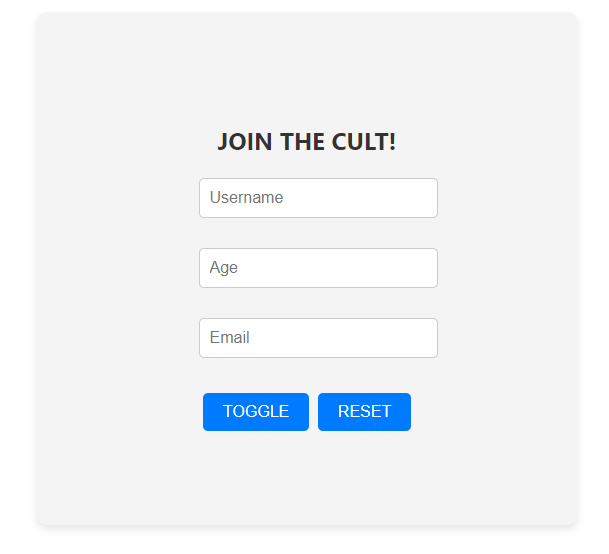 JOIN THE CULT!
Username
Age
Email
TOGGLE RESET